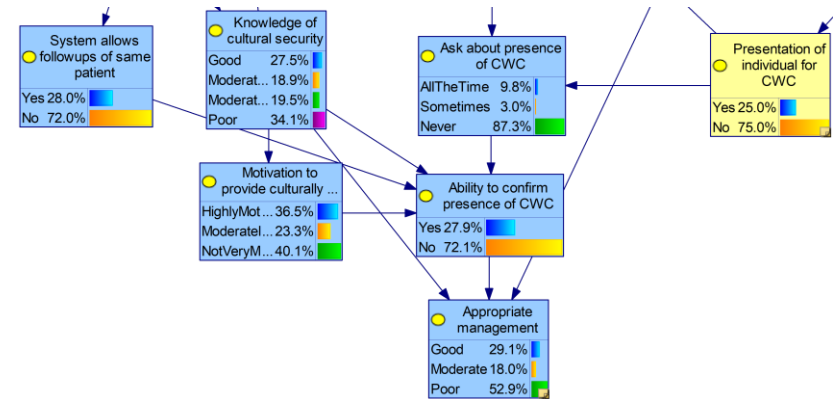 System allows
followups of same
patient
Yes 28.0%
No 72.0%
Knowledge of
cultural security
Good 27.5%
Moderat... 18.9%
Moderat... 19.5%
Poor 34.1%
Ask about presence
of CWC
AllTheTime 9.8%
Sometimes 3.0%
Never 87.3%
Presentation of
individual for
CWC
Yes 25.0%
No 75.0%
Motivation to
provide culturally ...
HighlyMot... 36.5%
ModerateI... 23.3%
NotVeryM... 40.1%
Ability to confirm
presence of CWC
Yes 27.9%
No 72.1%
Appropriate
management
Good 29.1%
Moderate 18.0%
Poor 52.9%